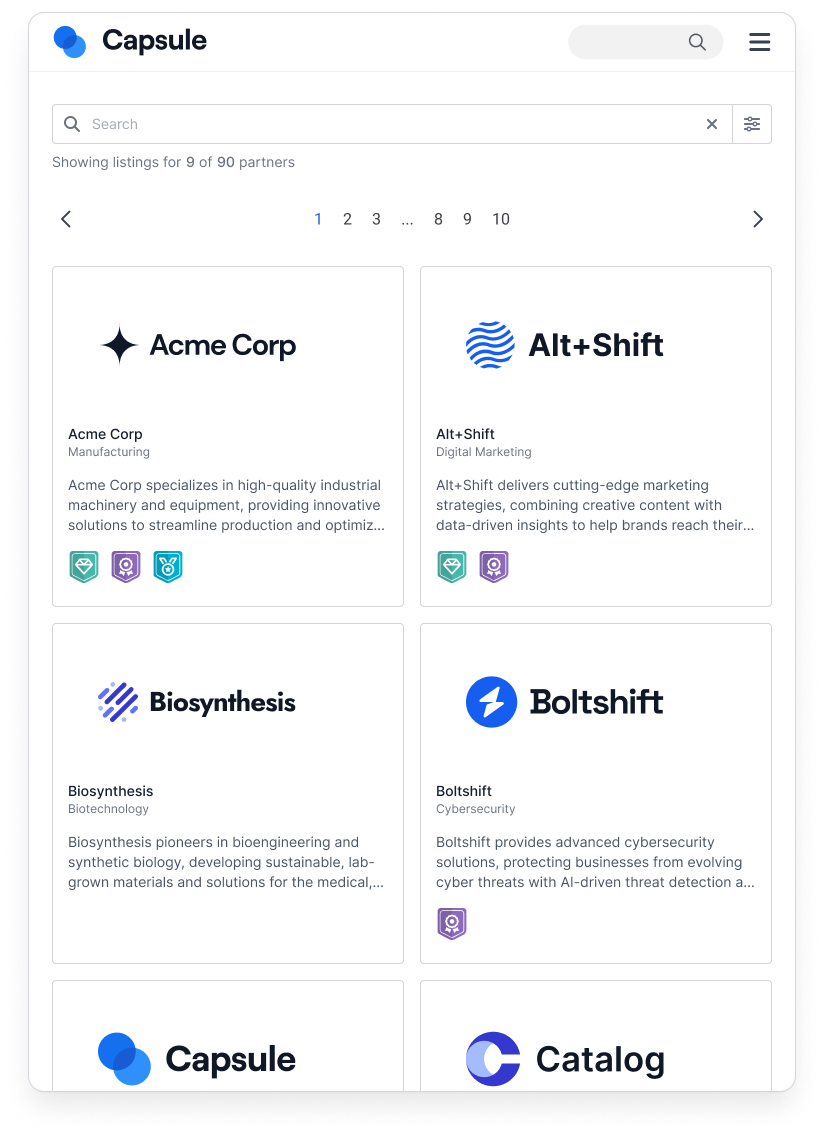 Capsule
Search
Showing listings for 9 of 90 partners
1 2 3 ... 8 9 10
Acme Corp
Acme Corp
Manufacturing
Acme Corp specializes in high-quality industrial
machinery and equipment, providing innovative
solutions to streamline production and optimiz...
Alt+Shift
Alt+Shift
Digital Marketing
Alt+Shift delivers cutting-edge marketing
strategies, combining creative content with
data-driven insights to help brands reach their...
Biosynthesis
Biosynthesis
Biotechnology
Biosynthesis pioneers in bioengineering and
synthetic biology, developing sustainable, lab-
grown materials and solutions for the medical,...
Boltshift
Boltshift
Cybersecurity
Boltshift provides advanced cybersecurity
solutions, protecting businesses from evolving
cyber threats with AI-driven threat detection a...
Capsule
Catalog